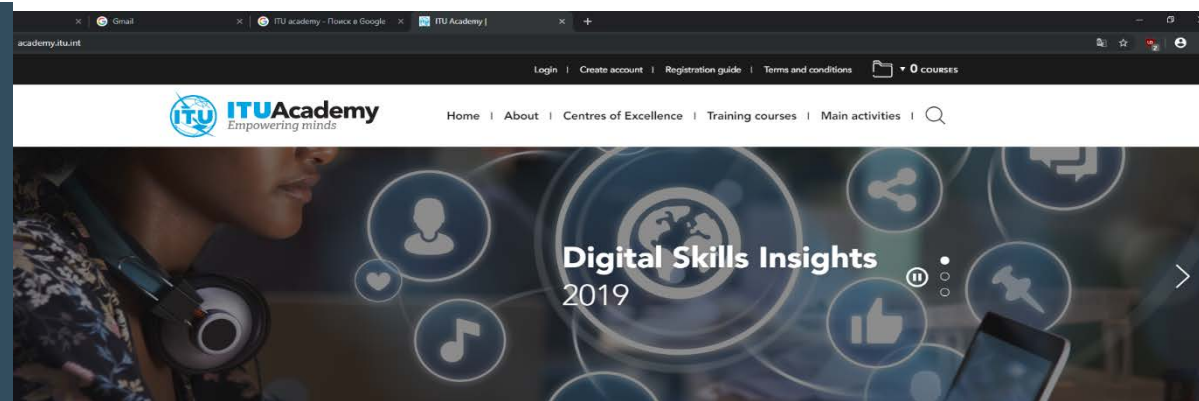 Gmail
ITU academy - Поиск в Google
ITU Academy |
academy.itu.int
Login | Create account | Registration guide | Terms and conditions ▾ 0 COURSES
ITU ITUAcademy
Empowering minds
Home | About | Centres of Excellence | Training courses | Main activities |
Digital Skills Insights
2019